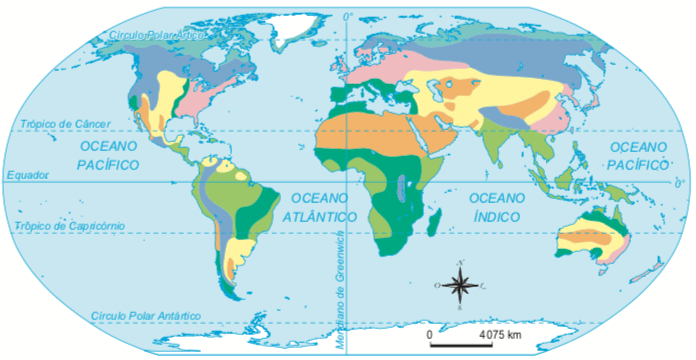 0°
Círculo Polar Ártico
Trópico de Câncer
OCEANO
PACÍFICO
OCEANO
PACÍFICO
Equador
0°
OCEANO
ATLÂNTICO
OCEANO
ÍNDICO
Trópico de Capricórnio
Meridiano de Greenwich
N
O
L
S
Círculo Polar Antártico
0
4 075 km